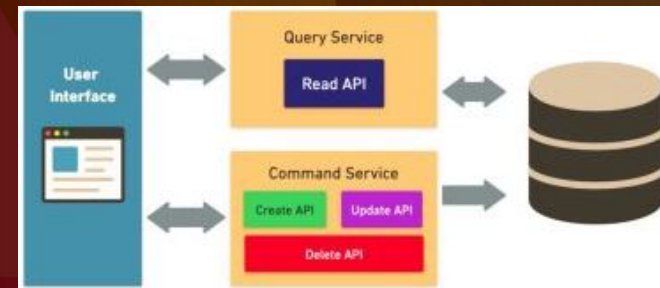 User
Interface
Query Service
Read API
Command Service
Create API
Update API
Delete API